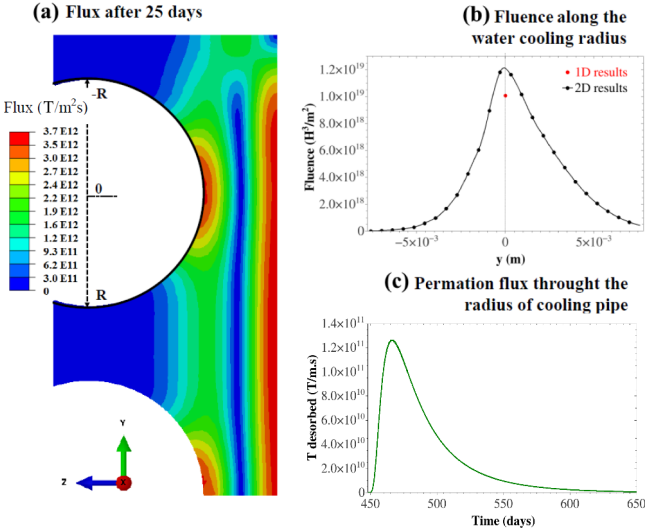 (a) Flux after 25 days
Flux (T/m²s)
3.7 E12
3.5 E12
3.0 E12
2.7 E12
2.4 E12
2.2 E12
1.9 E12
1.6 E12
1.2 E12
9.3 E11
6.2 E11
3.0 E11
0
-R
0
R
Y
Z
X
(b) Fluence along the
water cooling radius
Fluence (H³/m²)
1.2×10¹⁹
1.0×10¹⁹
8.0×10¹⁸
6.0×10¹⁸
4.0×10¹⁸
2.0×10¹⁸
0
1D results
2D results
−5×10⁻³
0
5×10⁻³
y (m)
(c) Permation flux throught the
radius of cooling pipe
T desorbed (T/m.s)
1.4×10¹¹
1.2×10¹¹
1.0×10¹¹
8.0×10¹⁰
6.0×10¹⁰
4.0×10¹⁰
2.0×10¹⁰
0
450
500
550
600
650
Time (days)